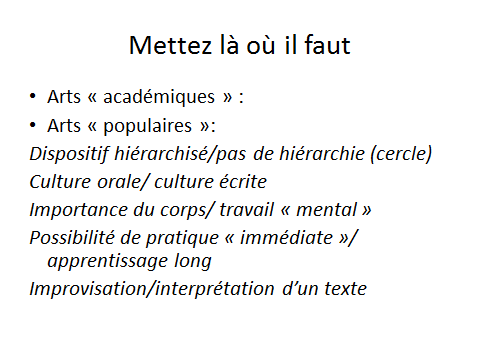 Mettez là où il faut
• Arts « académiques » :
• Arts « populaires »:
Dispositif hiérarchisé/pas de hiérarchie (cercle)
Culture orale/ culture écrite
Importance du corps/ travail « mental »
Possibilité de pratique « immédiate »/
apprentissage long
Improvisation/interprétation d'un texte